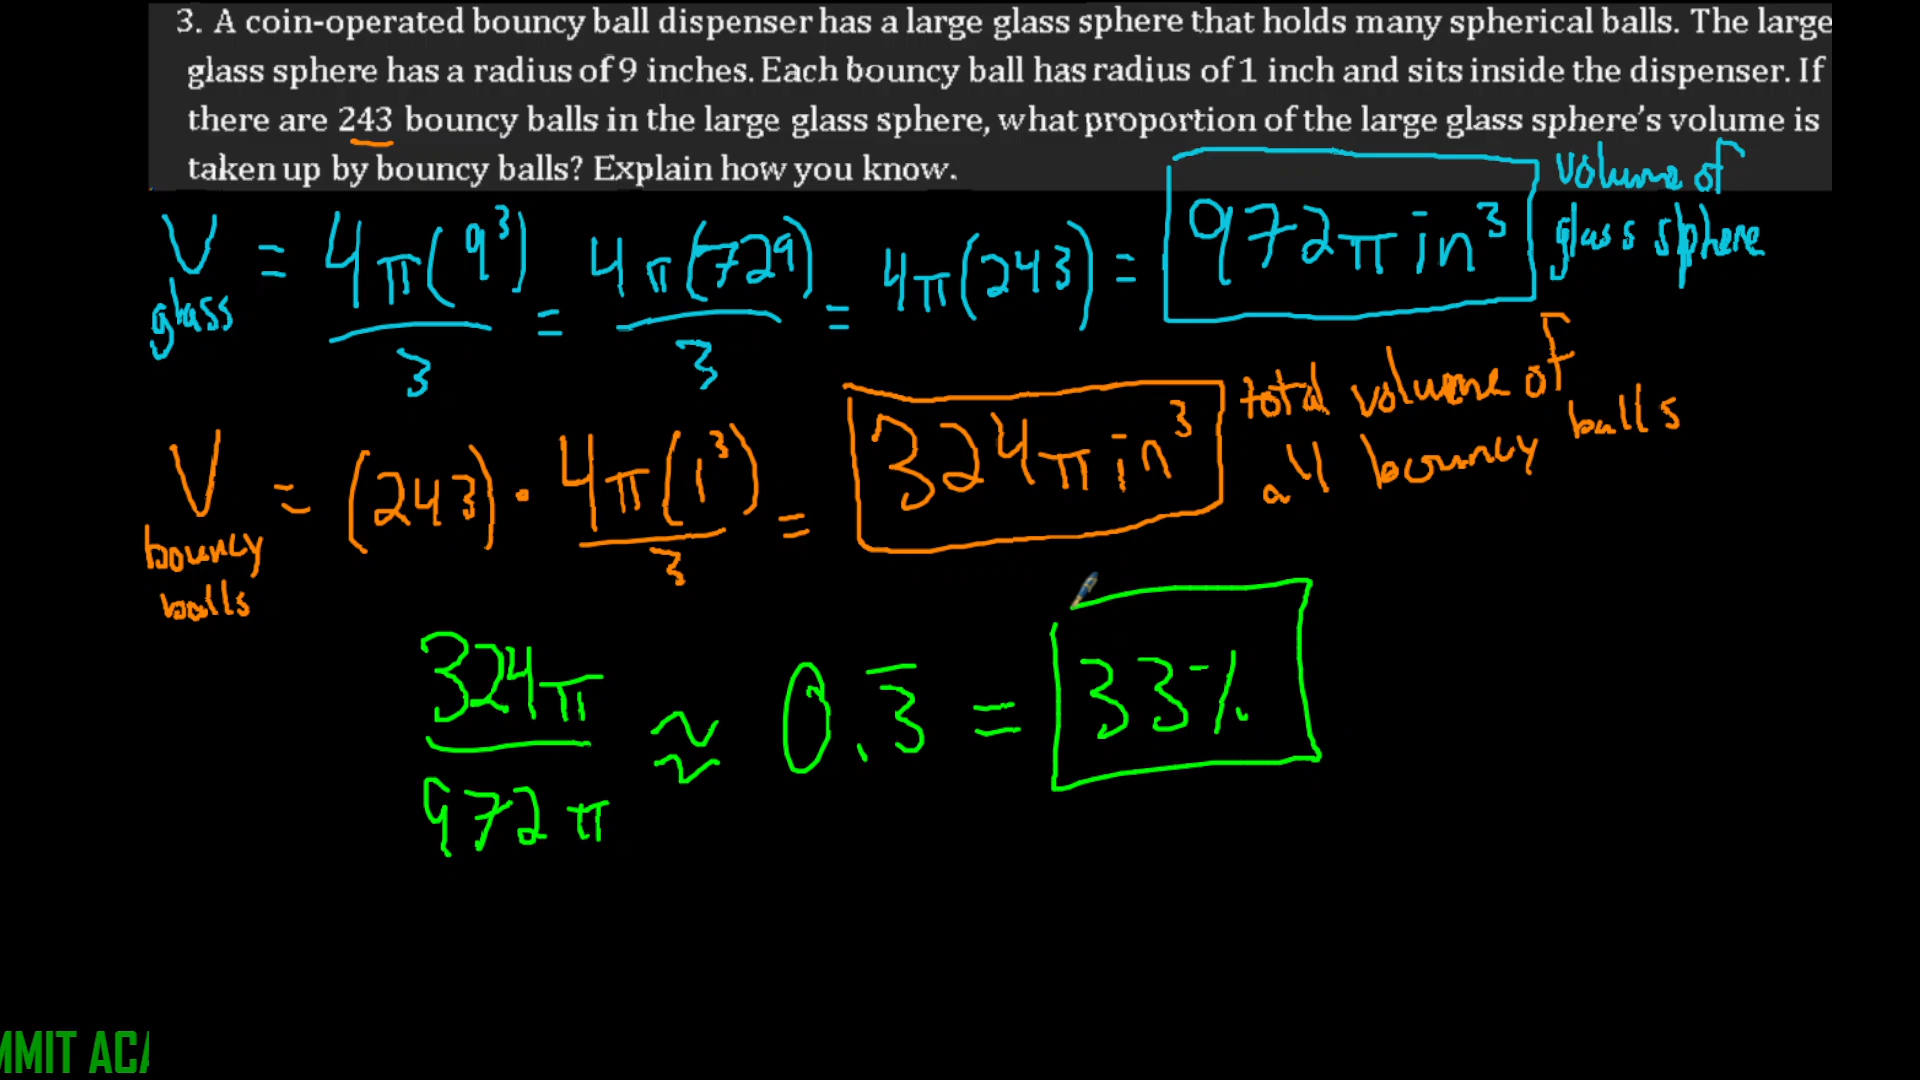 3. A coin-operated bouncy ball dispenser has a large glass sphere that holds many spherical balls. The large
glass sphere has a radius of 9 inches. Each bouncy ball has radius of 1 inch and sits inside the dispenser. If
there are 243 bouncy balls in the large glass sphere, what proportion of the large glass sphere's volume is
taken up by bouncy balls? Explain how you know.
V glass = 4π(9³)/3 = 4π(729)/3 = 4π(243) = 972π in³
volume of
glass sphere
V bouncy balls = (243) · 4π(1³)/3 = 324π in³
total volume of
all bouncy balls
324π/972π ≈ 0.3̅ = 33%
MMIT ACA